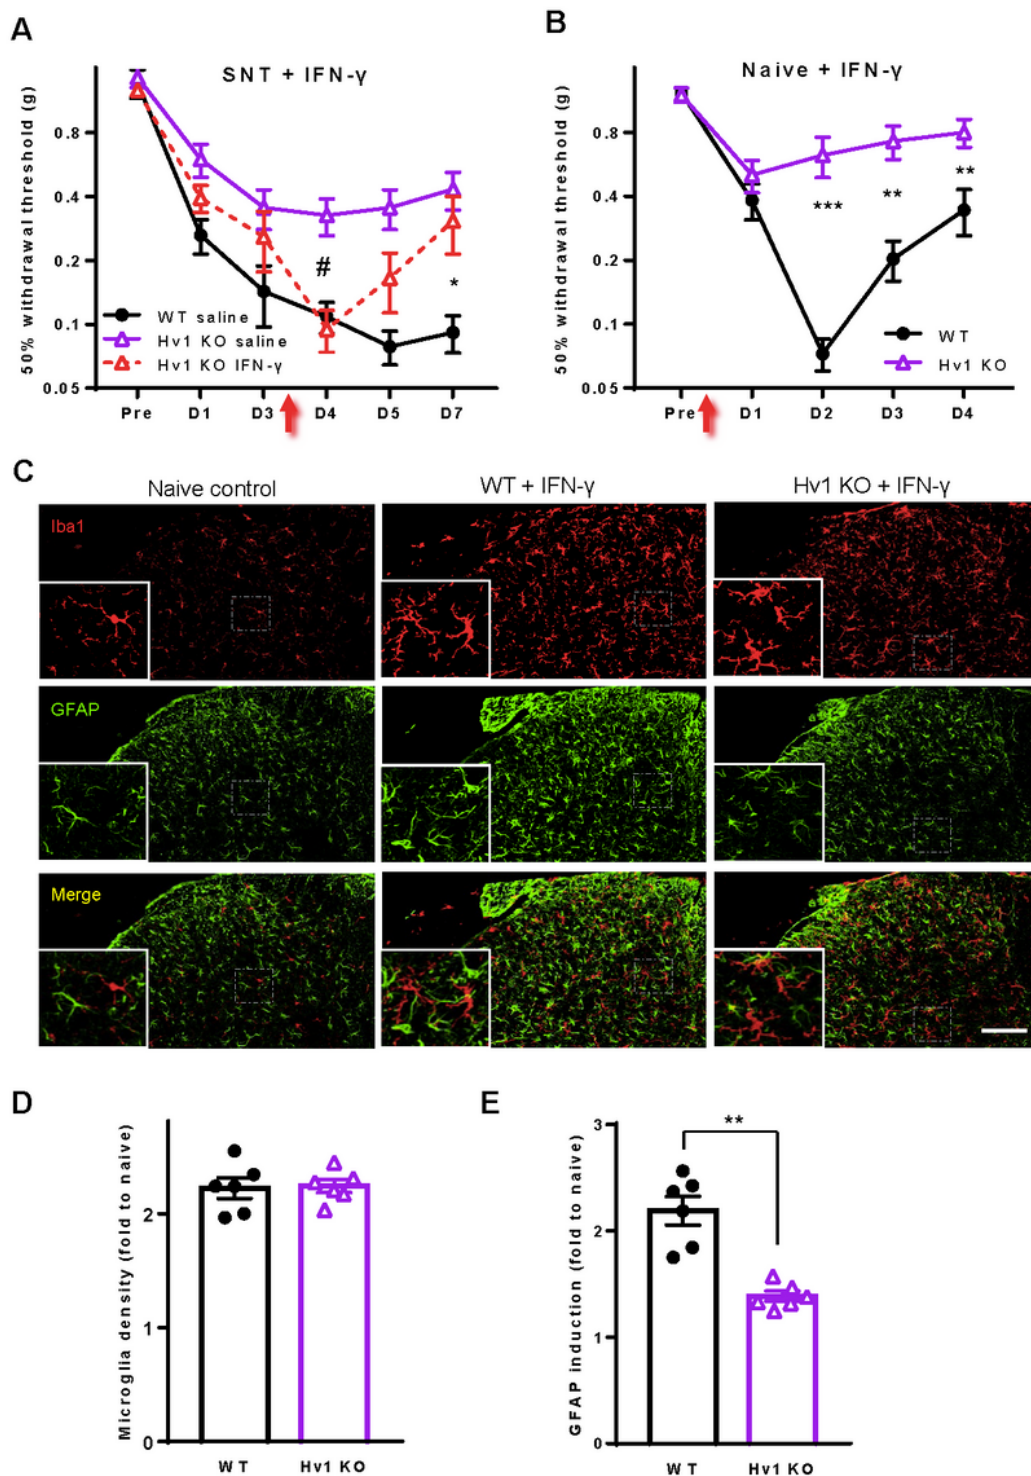 A
SNT + IFN-γ
50% withdrawal threshold (g)
0.8
0.4
0.2
0.1
0.05
#
*
WT saline
Hv1 KO saline
Hv1 KO IFN-γ
Pre D1 D3 D4 D5 D7
B
Naive + IFN-γ
50% withdrawal threshold (g)
0.8
0.4
0.2
0.1
0.05
***
**
**
WT
Hv1 KO
Pre D1 D2 D3 D4
C
Naive control WT + IFN-γ Hv1 KO + IFN-γ
Iba1
GFAP
Merge
D
Microglia density (fold to naive)
2
1
0
WT Hv1 KO
E
GFAP induction (fold to naive)
3
2
1
0
**
WT Hv1 KO